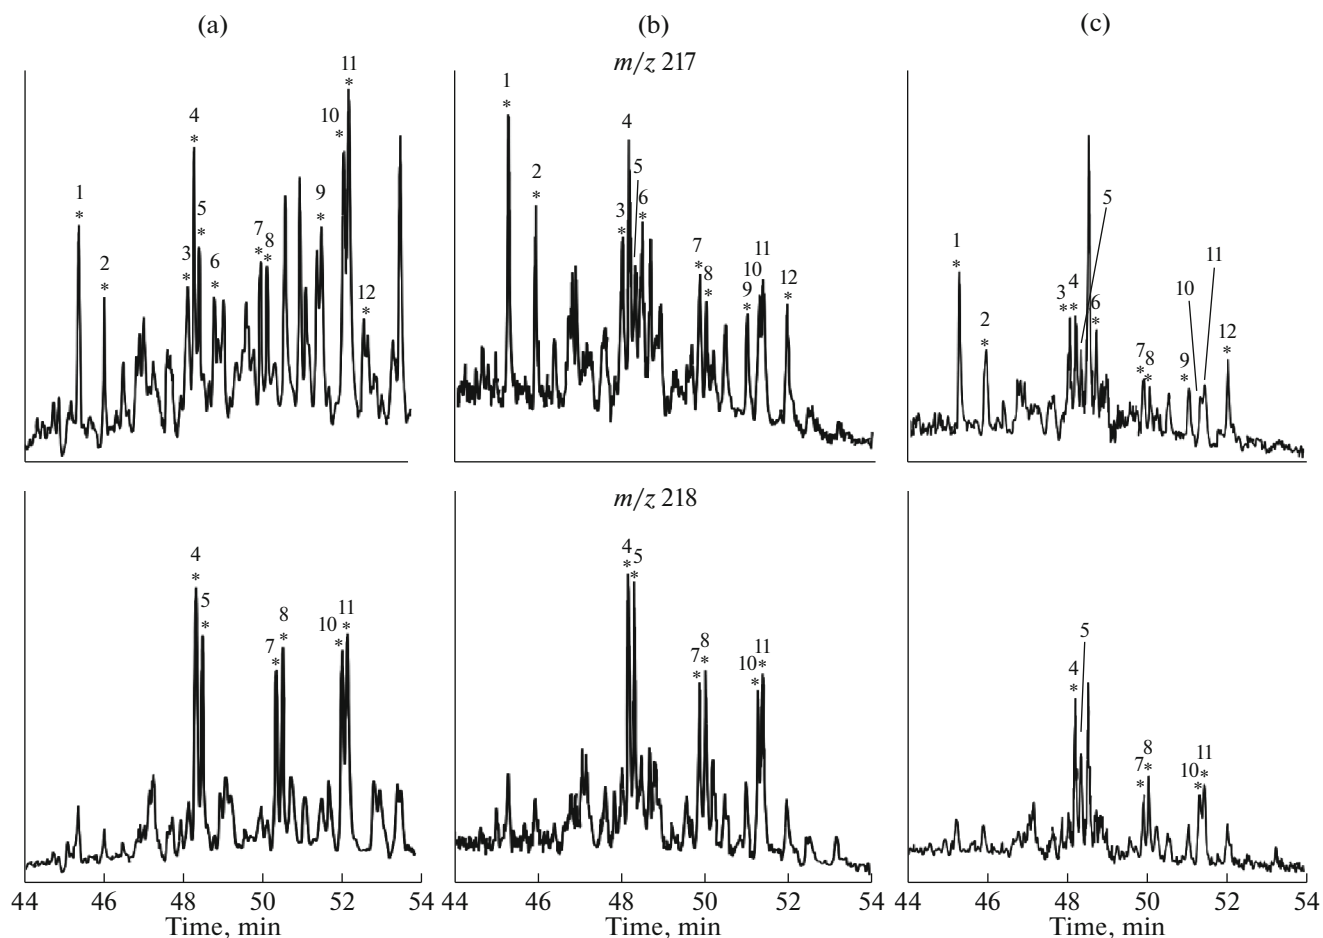 (a) (b) (c)
m/z 217
1 2 3 4 5 6 7 8 9 10 11 12
* * * * * * * * * * * *
1 2 3 4 5 6 7 8 9 10 11 12
* * * * * * * * * *
1 2 3 4 5 6 7 8 9 10 11 12
* * * * * * * * *
m/z 218
4 5 7 8 10 11
* * * * * *
4 5 7 8 10 11
* * * * * *
4 5 7 8 10 11
* * * * *
44 46 48 50 52 54 44 46 48 50 52 54 44 46 48 50 52 54
Time, min Time, min Time, min